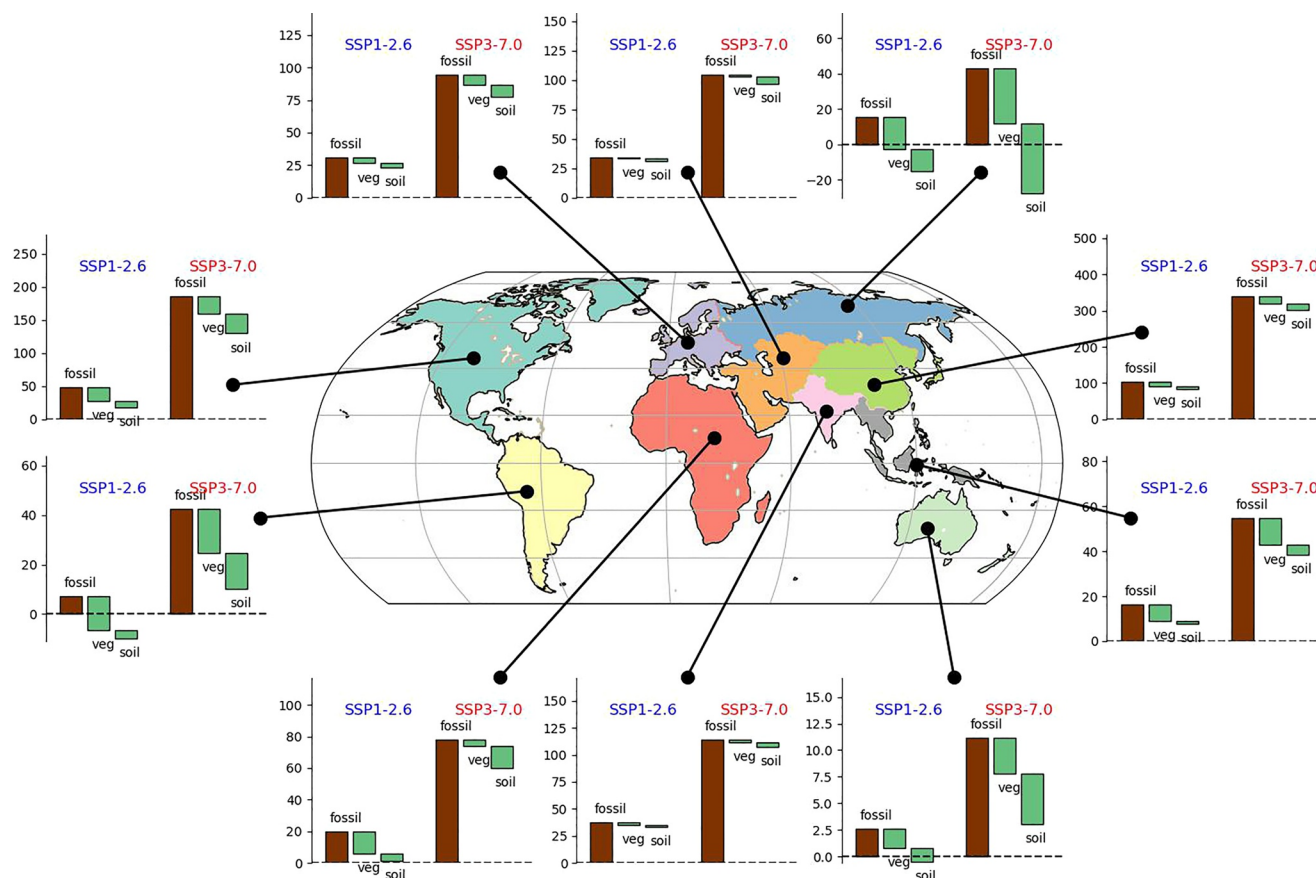 125
100
75
50
25
0
SSP1-2.6
SSP3-7.0
fossil
veg
soil
fossil
veg
soil
150
125
100
75
50
25
0
SSP1-2.6
SSP3-7.0
fossil
veg
soil
fossil
veg
soil
60
40
20
0
−20
SSP1-2.6
SSP3-7.0
fossil
veg
soil
fossil
veg
soil
250
200
150
100
50
0
SSP1-2.6
SSP3-7.0
fossil
veg
soil
fossil
veg
soil
500
400
300
200
100
0
SSP1-2.6
SSP3-7.0
fossil
veg
soil
fossil
veg
soil
60
40
20
0
SSP1-2.6
SSP3-7.0
fossil
veg
soil
fossil
veg
soil
80
60
40
20
0
SSP1-2.6
SSP3-7.0
fossil
veg
soil
fossil
veg
soil
100
80
60
40
20
0
SSP1-2.6
SSP3-7.0
fossil
veg
soil
fossil
veg
soil
150
125
100
75
50
25
0
SSP1-2.6
SSP3-7.0
fossil
veg
soil
fossil
veg
soil
15.0
12.5
10.0
7.5
5.0
2.5
0.0
SSP1-2.6
SSP3-7.0
fossil
veg
soil
fossil
veg
soil